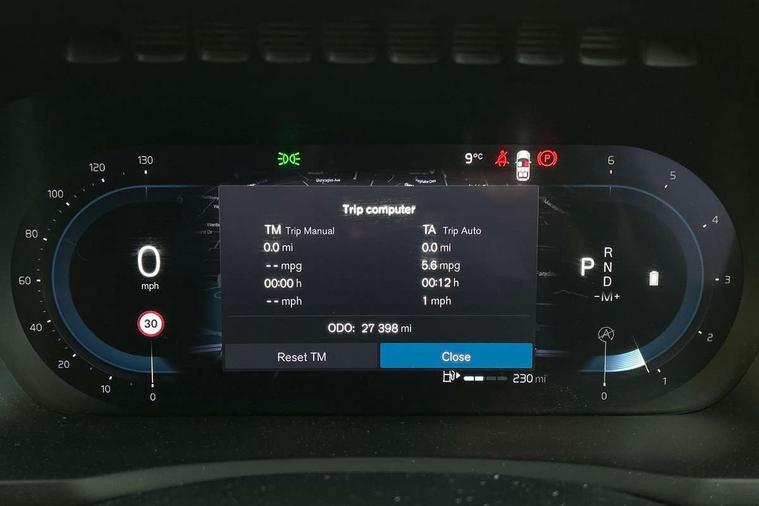 130
120
100
80
60
40
20
10
0
9°C
P
6
5
4
3
2
1
0
0
mph
30
Trip computer
TM Trip Manual
TA Trip Auto
0.0 mi
0.0 mi
-- mpg
5.6 mpg
00:00 h
00:12 h
-- mph
1 mph
ODO: 27 398 mi
Reset TM
Close
P
R
N
D
-M+
A
230 mi